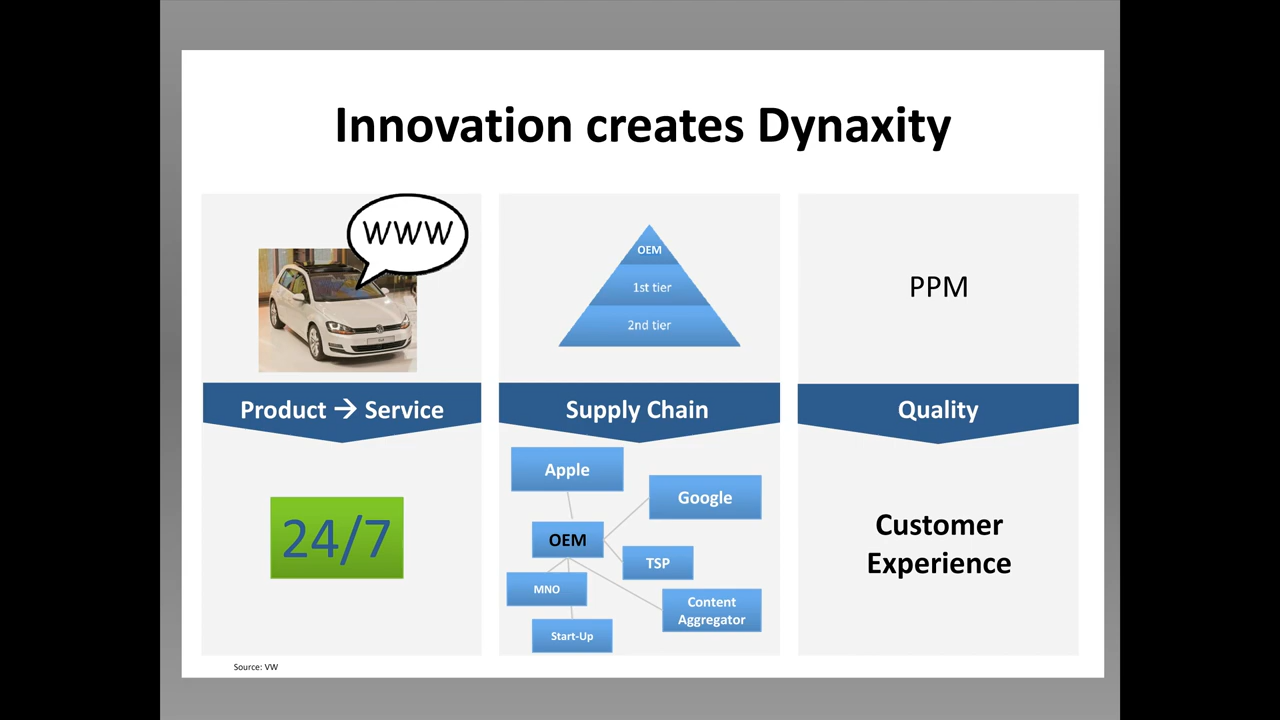 Innovation creates Dynaxity
WWW
Product → Service
24/7
OEM
1st tier
2nd tier
Supply Chain
Apple
Google
OEM
TSP
MNO
Content
Aggregator
Start-Up
PPM
Quality
Customer
Experience
Source: VW